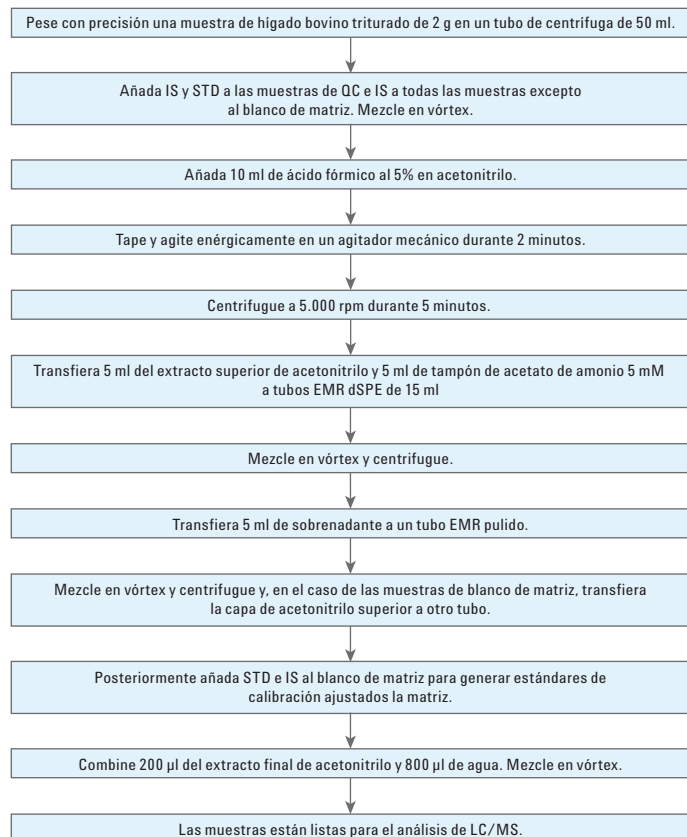 Pese con precisión una muestra de hígado bovino triturado de 2 g en un tubo de centrífuga de 50 ml.
Añada IS y STD a las muestras de QC e IS a todas las muestras excepto
al blanco de matriz. Mezcle en vórtex.
Añada 10 ml de ácido fórmico al 5% en acetonitrilo.
Tape y agite enérgicamente en un agitador mecánico durante 2 minutos.
Centrifugue a 5.000 rpm durante 5 minutos.
Transfiera 5 ml del extracto superior de acetonitrilo y 5 ml de tampón de acetato de amonio 5 mM
a tubos EMR dSPE de 15 ml
Mezcle en vórtex y centrifugue.
Transfiera 5 ml de sobrenadante a un tubo EMR pulido.
Mezcle en vórtex y centrifugue y, en el caso de las muestras de blanco de matriz, transfiera
la capa de acetonitrilo superior a otro tubo.
Posteriormente añada STD e IS al blanco de matriz para generar estándares de
calibración ajustados la matriz.
Combine 200 µl del extracto final de acetonitrilo y 800 µl de agua. Mezcle en vórtex.
Las muestras están listas para el análisis de LC/MS.